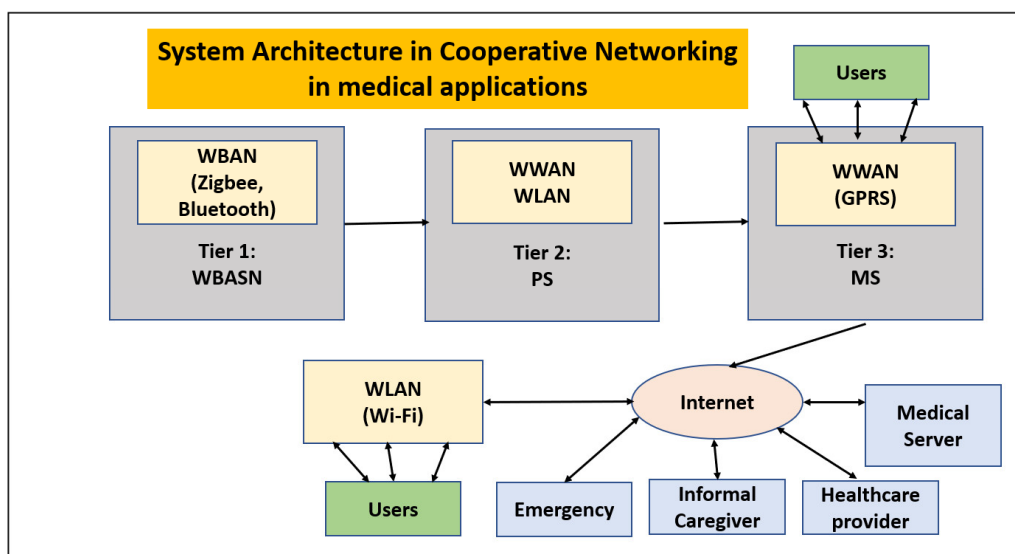 System Architecture in Cooperative Networking
in medical applications
Users
WBAN
(Zigbee,
Bluetooth)
Tier 1:
WBASN
WWAN
WLAN
Tier 2:
PS
WWAN
(GPRS)
Tier 3:
MS
WLAN
(Wi-Fi)
Internet
Medical
Server
Users
Emergency
Informal
Caregiver
Healthcare
provider